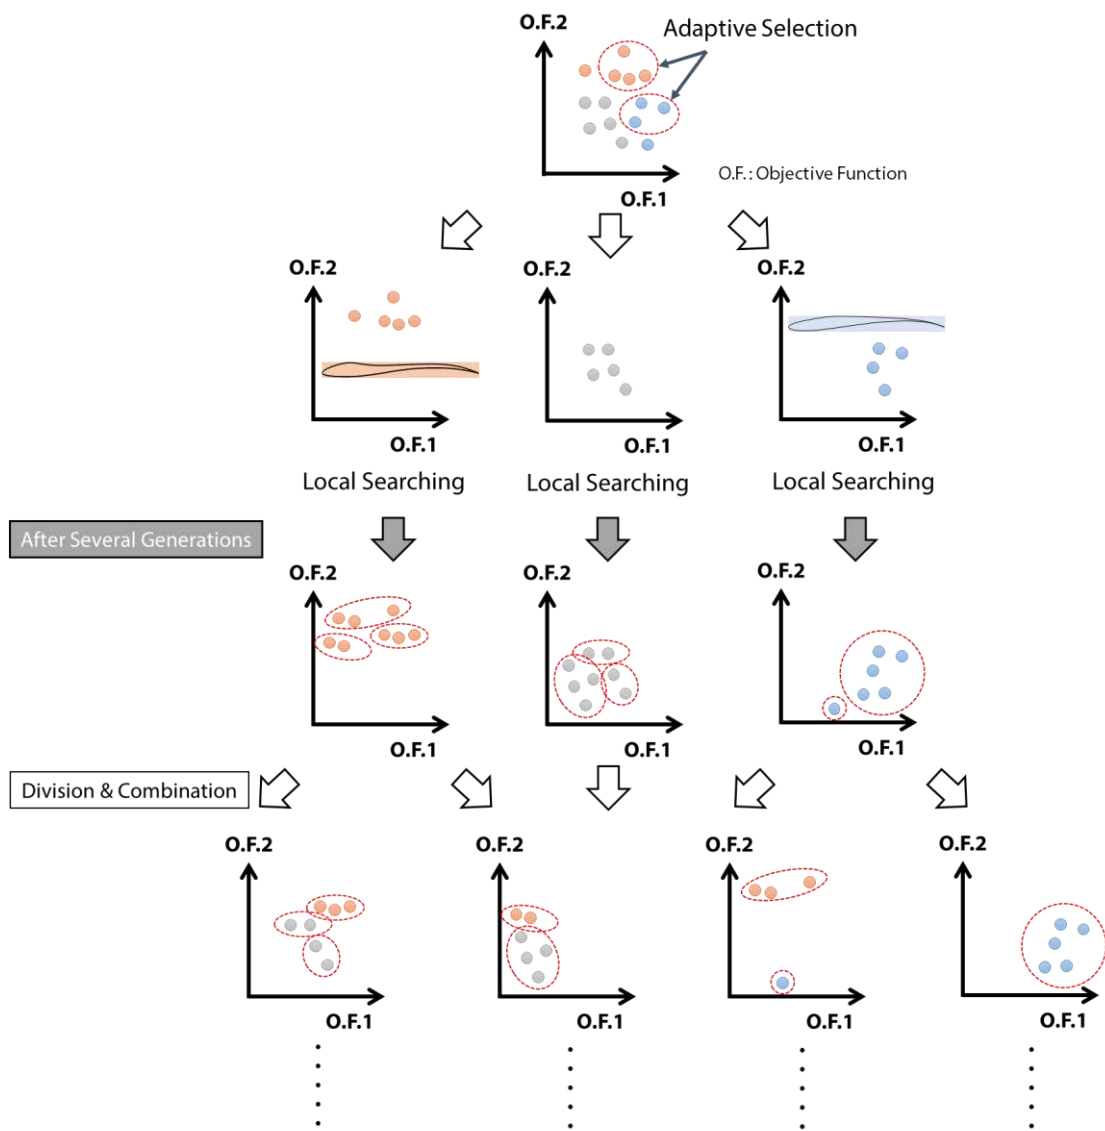 O.F.2
Adaptive Selection
O.F.: Objective Function
O.F.1
O.F.2
O.F.2
O.F.2
O.F.1
O.F.1
O.F.1
Local Searching
Local Searching
Local Searching
After Several Generations
O.F.2
O.F.2
O.F.2
O.F.1
O.F.1
O.F.1
Division & Combination
O.F.2
O.F.2
O.F.2
O.F.2
O.F.1
O.F.1
O.F.1
O.F.1